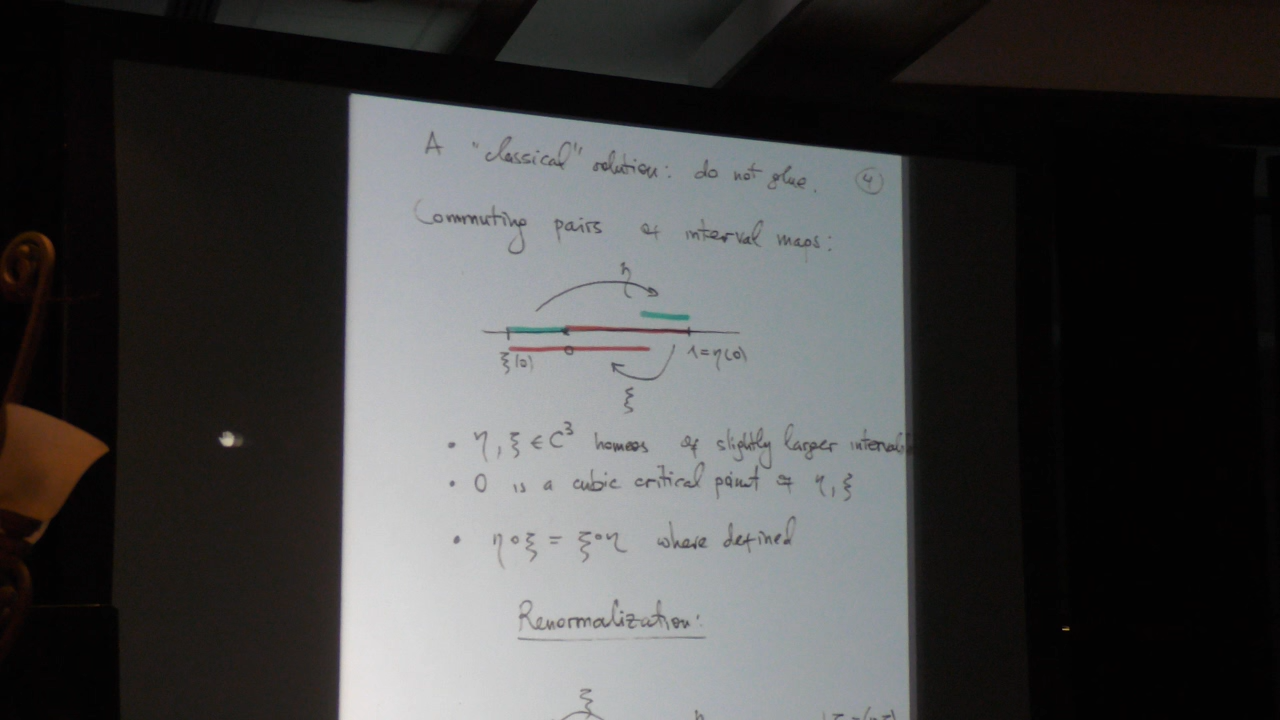 A "classical" solution: do not glue. ④
Commuting pairs of interval maps:
η
ξ(0) 0 1=η(0)
ξ
• η, ξ ∈ C³ homeos of slightly larger intervals
• 0 is a cubic critical point of η, ξ
• η∘ξ = ξ∘η where defined
Renormalization:
ξ